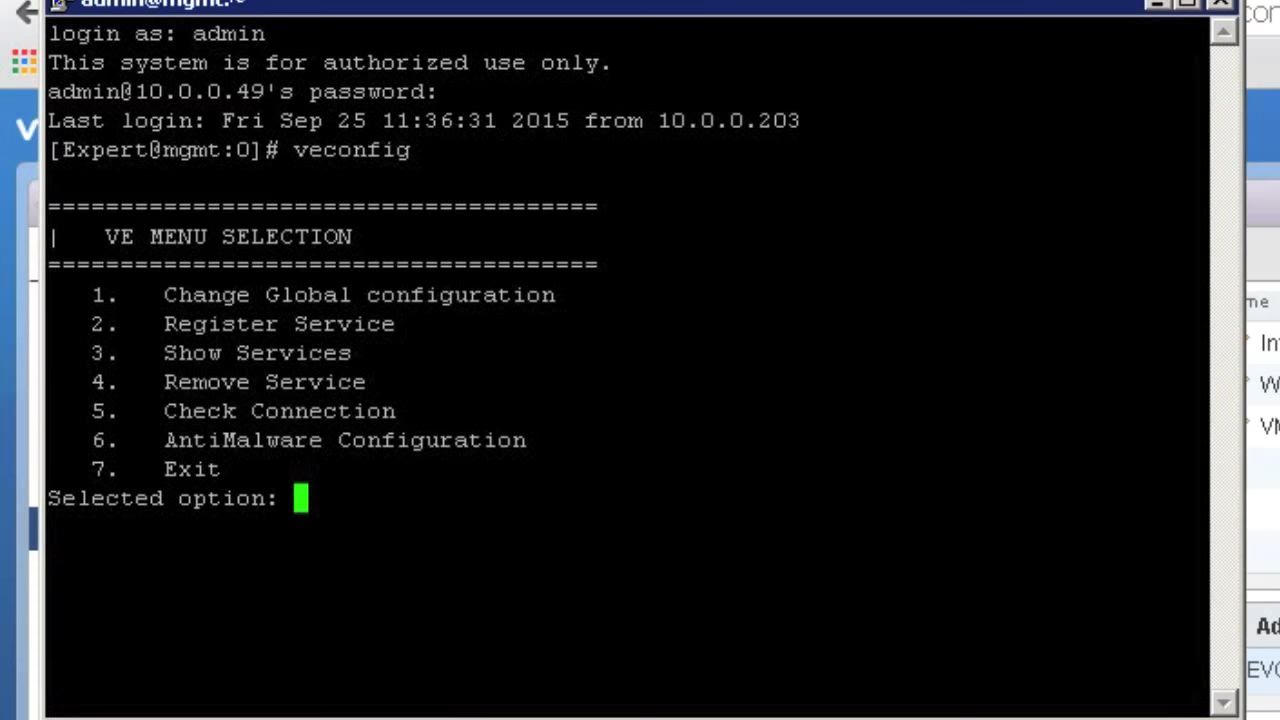 admin@mgmt:~
login as: admin
This system is for authorized use only.
admin@10.0.0.49's password:
Last login: Fri Sep 25 11:36:31 2015 from 10.0.0.203
[Expert@mgmt:0]# veconfig
======================================
| VE MENU SELECTION
======================================
1. Change Global configuration
2. Register Service
3. Show Services
4. Remove Service
5. Check Connection
6. AntiMalware Configuration
7. Exit
Selected option: